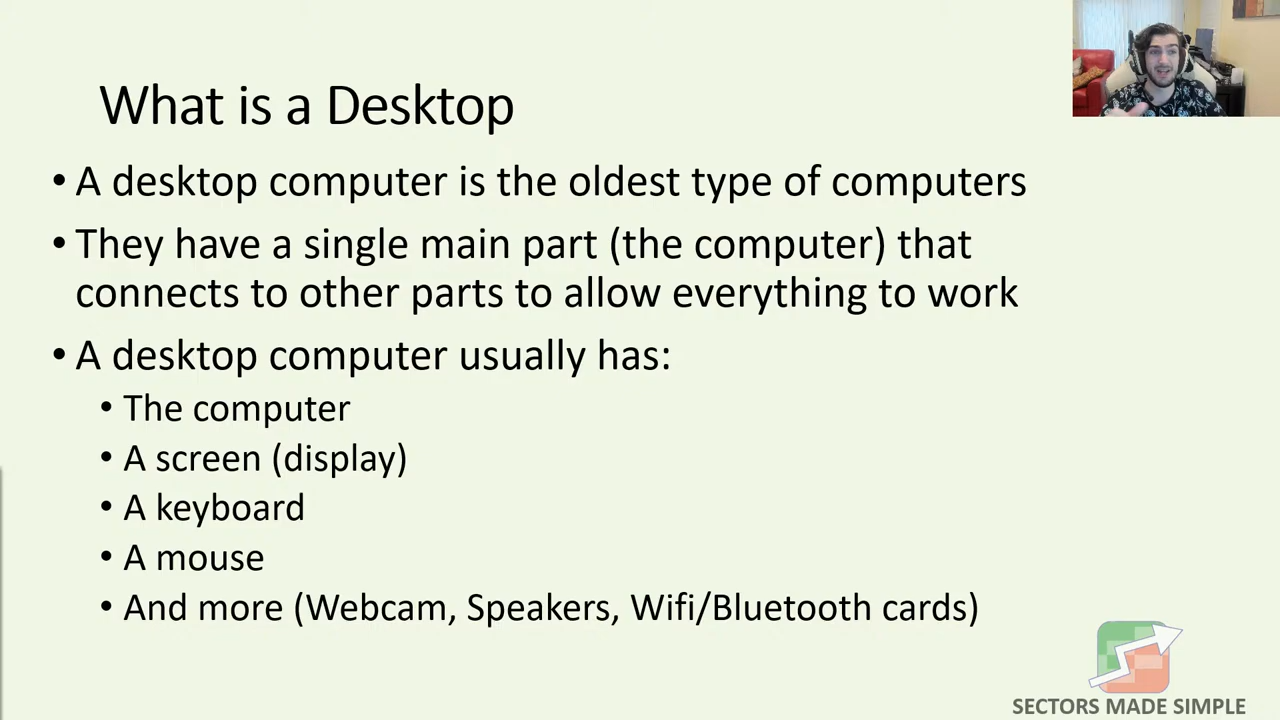 What is a Desktop
• A desktop computer is the oldest type of computers
• They have a single main part (the computer) that
connects to other parts to allow everything to work
• A desktop computer usually has:
• The computer
• A screen (display)
• A keyboard
• A mouse
• And more (Webcam, Speakers, Wifi/Bluetooth cards)
SECTORS MADE SIMPLE